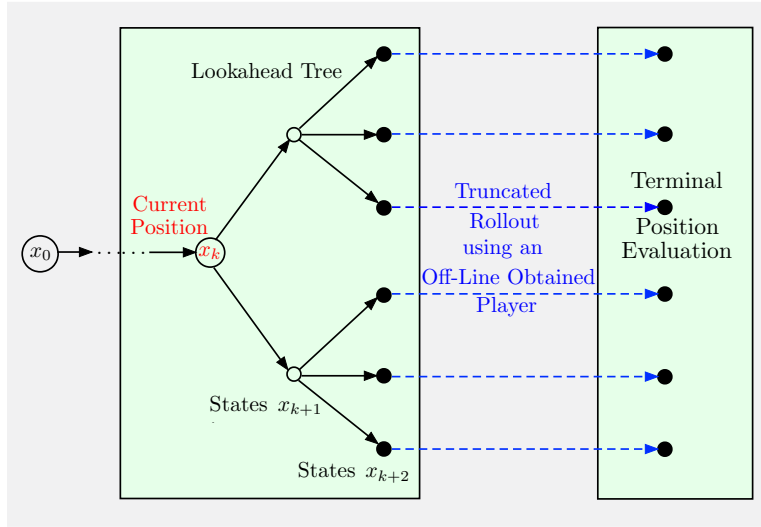 Lookahead Tree
Current
Position
x₀
. . . . . .
xₖ
Truncated
Rollout
using an
Off-Line Obtained
Player
Terminal
Position
Evaluation
States xₖ₊₁
States xₖ₊₂